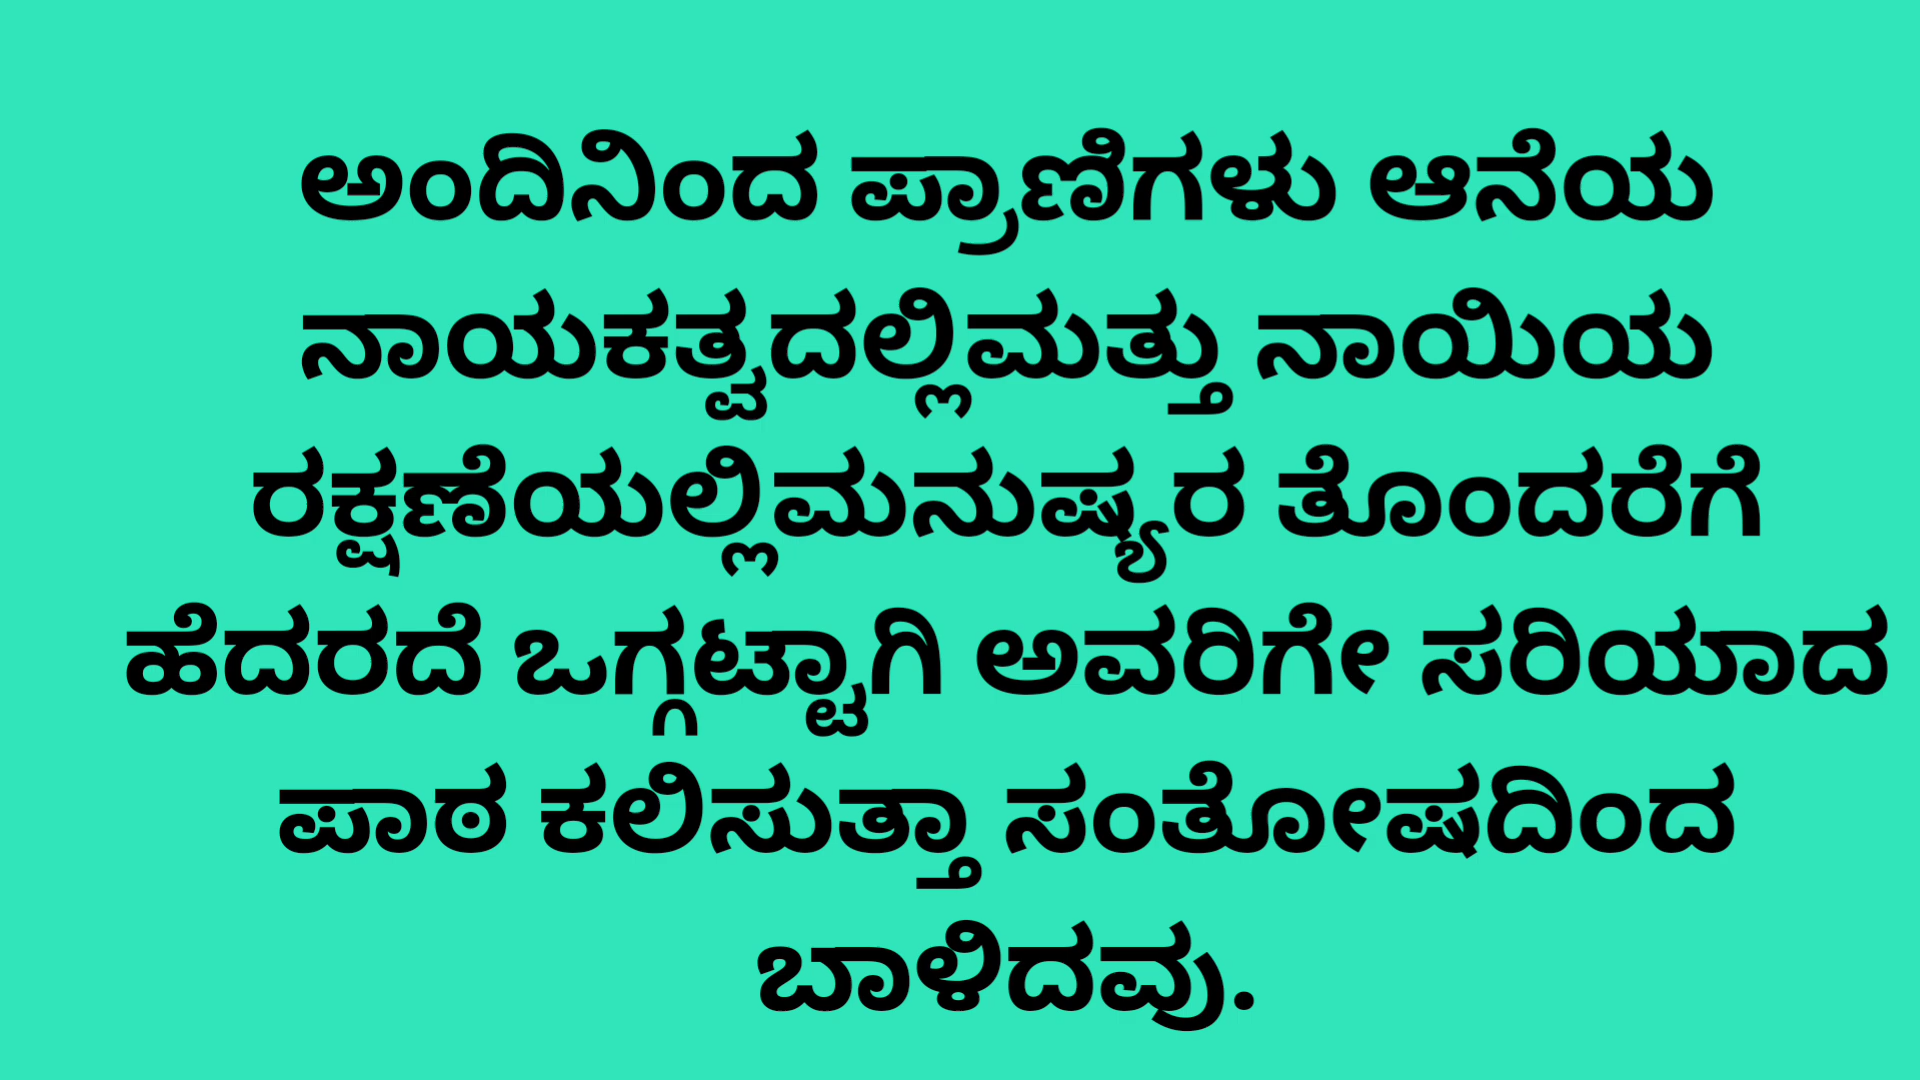 ಅಂದಿನಿಂದ ಪ್ರಾಣಿಗಳು ಆನೆಯ
ನಾಯಕತ್ವದಲ್ಲಿಮತ್ತು ನಾಯಿಯ
ರಕ್ಷಣೆಯಲ್ಲಿಮನುಷ್ಯರ ತೊಂದರೆಗೆ
ಹೆದರದೆ ಒಗ್ಗಟ್ಟಾಗಿ ಅವರಿಗೇ ಸರಿಯಾದ
ಪಾಠ ಕಲಿಸುತ್ತಾ ಸಂತೋಷದಿಂದ
ಬಾಳಿದವು.